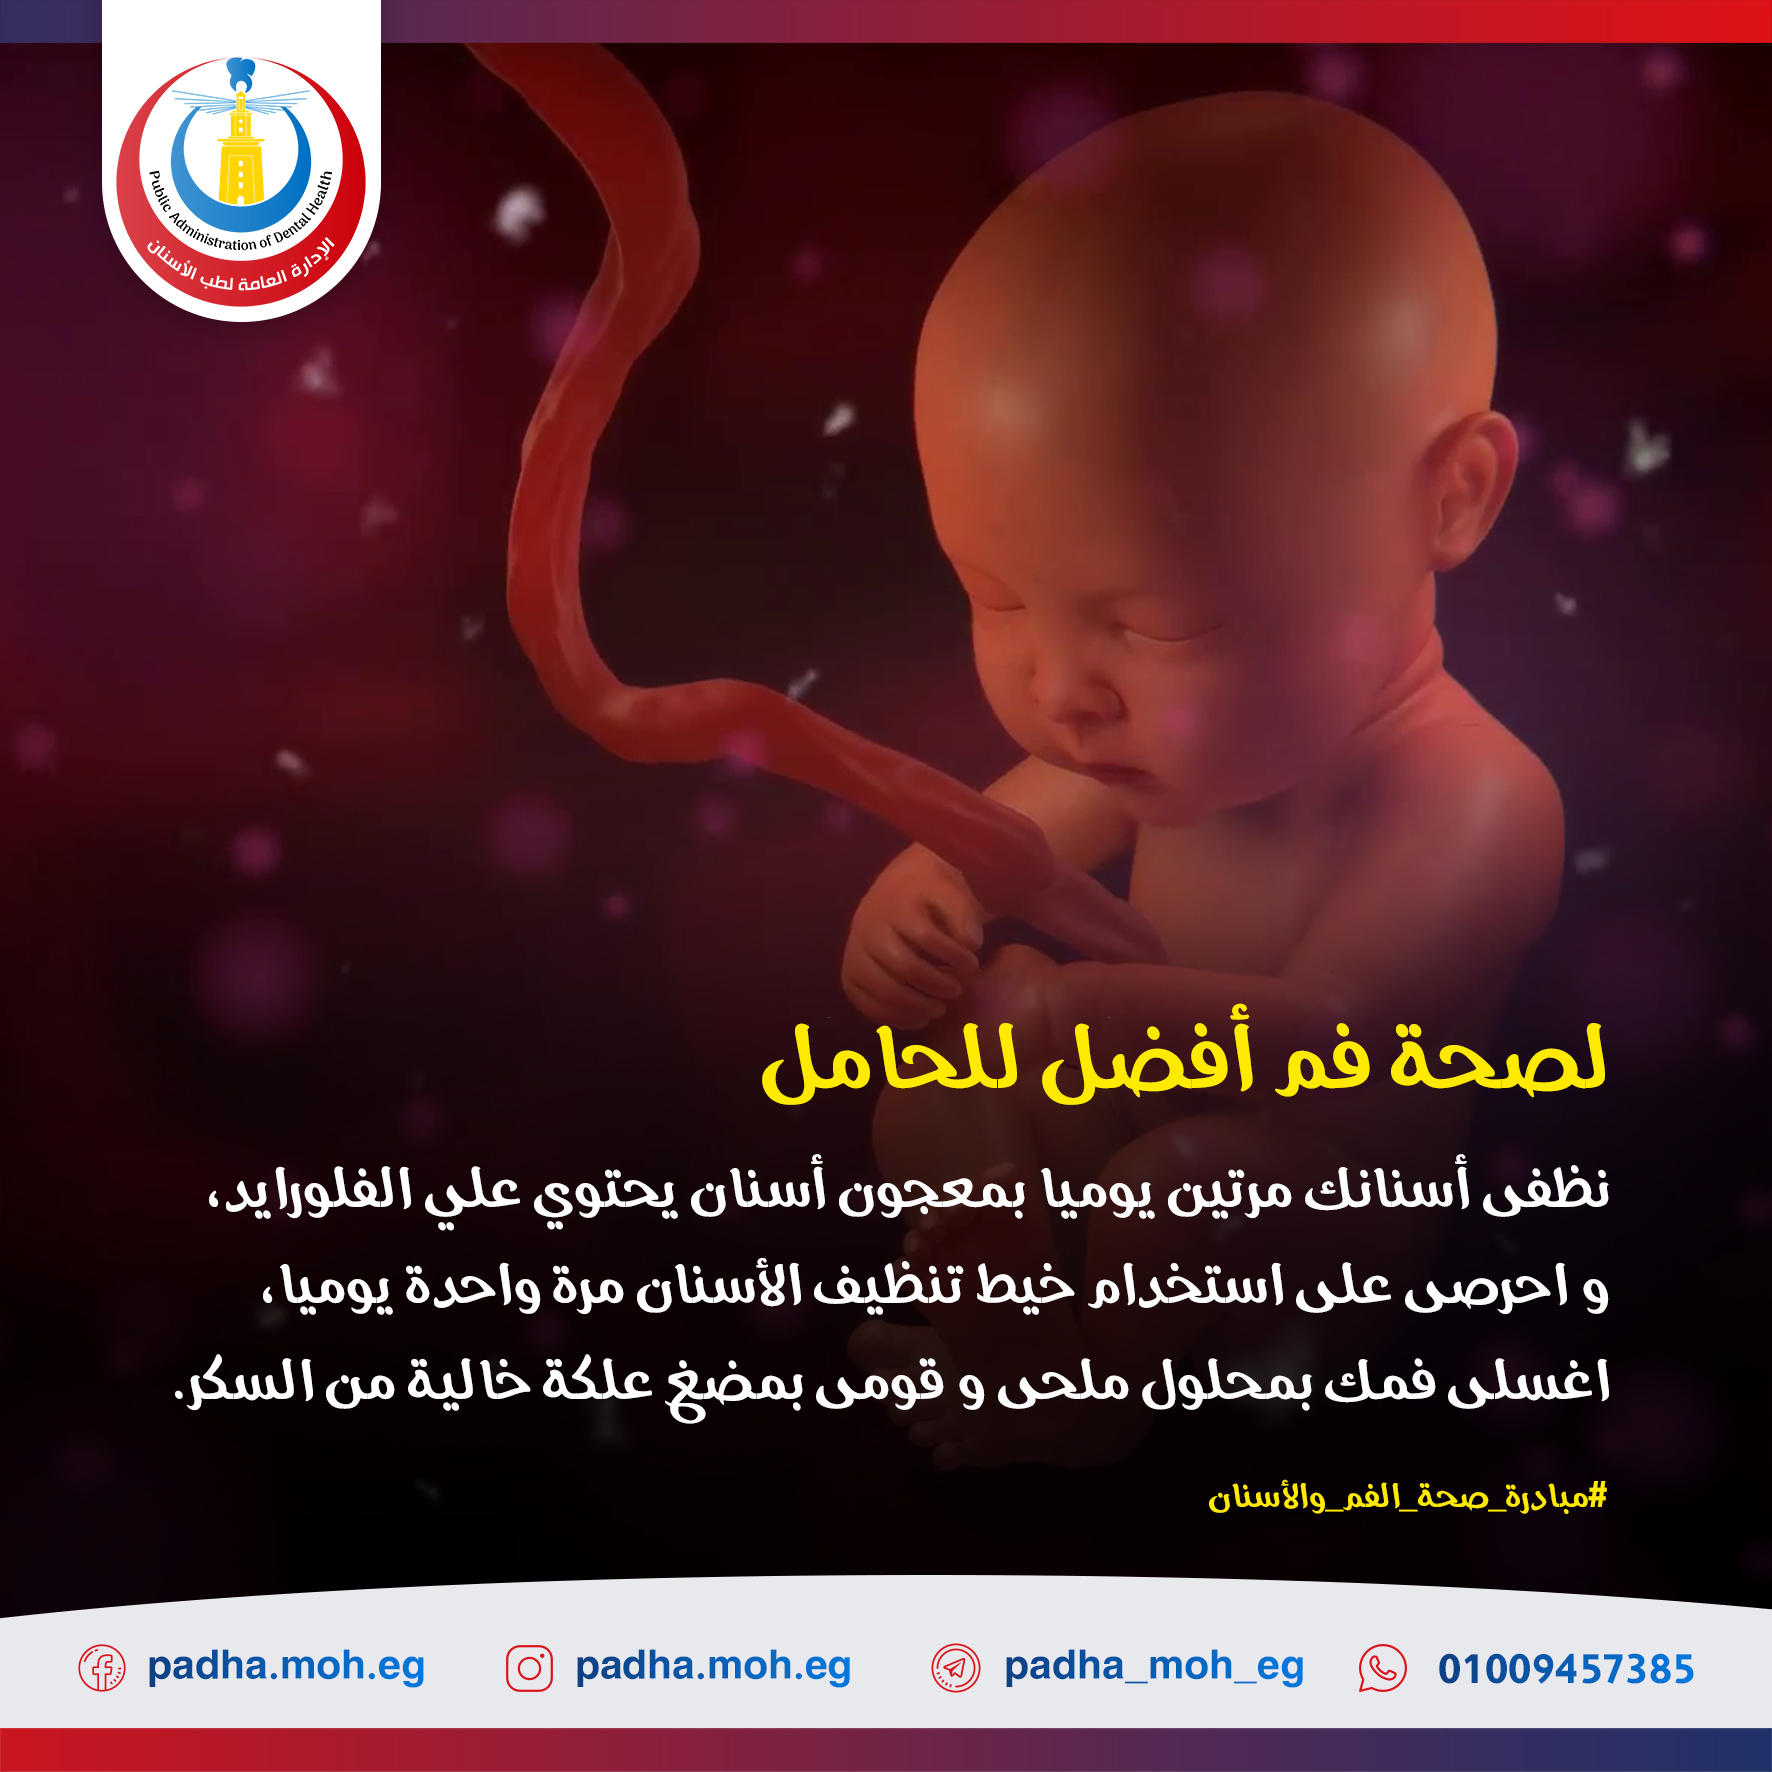 Public Administration of Dental Health
الإدارة العامة لطب الأسنان
لصحة فم أفضل للحامل
نظفى أسنانك مرتين يوميا بمعجون أسنان يحتوي علي الفلورايد،
و احرصى على استخدام خيط تنظيف الأسنان مرة واحدة يوميا،
اغسلى فمك بمحلول ملحى و قومى بمضغ علكة خالية من السكر.
#مبادرة_صحة_الفم_والأسنان
padha.moh.eg
padha.moh.eg
padha_moh_eg
01009457385